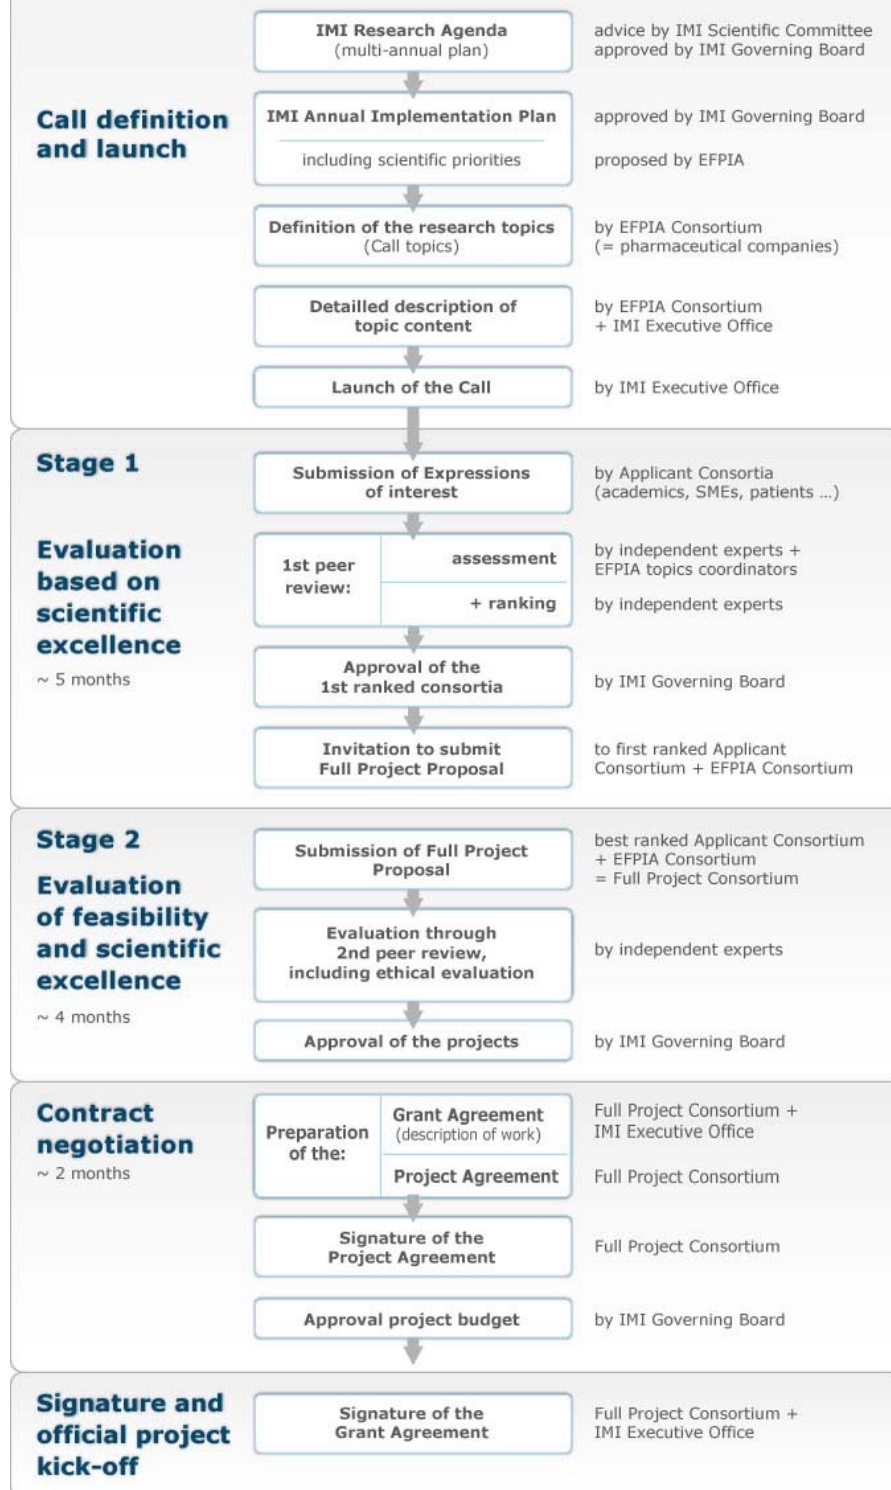 IMI Research Agenda
(multi-annual plan)
advice by IMI Scientific Committee
approved by IMI Governing Board
Call definition
and launch
IMI Annual Implementation Plan
approved by IMI Governing Board
including scientific priorities
proposed by EFPIA
Definition of the research topics
(Call topics)
by EFPIA Consortium
(= pharmaceutical companies)
Detailled description of
topic content
by EFPIA Consortium
+ IMI Executive Office
Launch of the Call
by IMI Executive Office
Stage 1
Submission of Expressions
of interest
by Applicant Consortia
(academics, SMEs, patients ...)
Evaluation
based on
scientific
excellence
~ 5 months
1st peer
review:
assessment
by independent experts +
EFPIA topics coordinators
+ ranking
by independent experts
Approval of the
1st ranked consortia
by IMI Governing Board
Invitation to submit
Full Project Proposal
to first ranked Applicant
Consortium + EFPIA Consortium
Stage 2
Evaluation
of feasibility
and scientific
excellence
~ 4 months
Submission of Full Project
Proposal
best ranked Applicant Consortium
+ EFPIA Consortium
= Full Project Consortium
Evaluation through
2nd peer review,
including ethical evaluation
by independent experts
Approval of the projects
by IMI Governing Board
Contract
negotiation
~ 2 months
Preparation
of the:
Grant Agreement
(description of work)
Full Project Consortium +
IMI Executive Office
Project Agreement
Full Project Consortium
Signature of the
Project Agreement
Full Project Consortium
Approval project budget
by IMI Governing Board
Signature and
official project
kick-off
Signature of the
Grant Agreement
Full Project Consortium +
IMI Executive Office